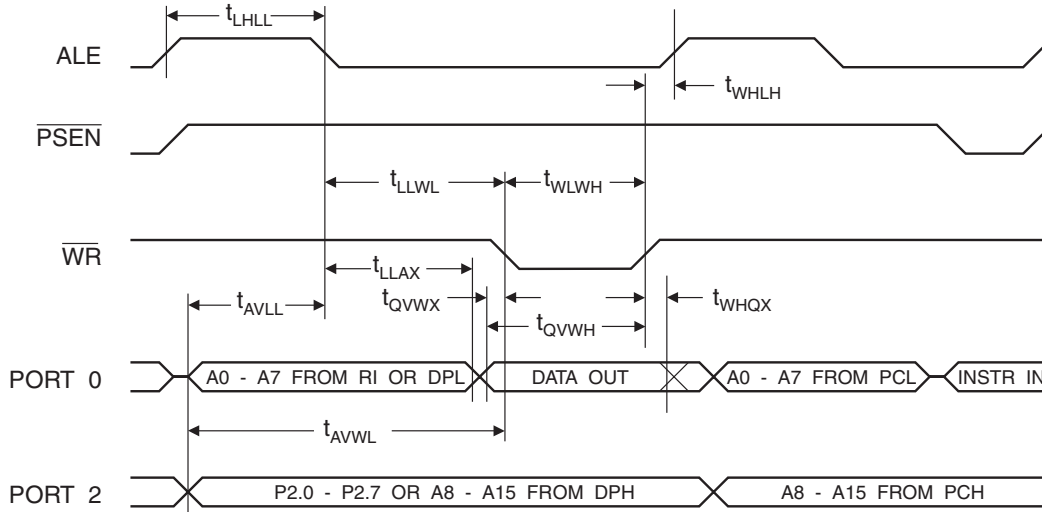 tLHLL
ALE
tWHLH
PSEN
tLLWL
tWLWH
WR
tLLAX
tAVLL
tQVWX
tWHQX
tQVWH
PORT 0
A0 - A7 FROM RI OR DPL
DATA OUT
A0 - A7 FROM PCL
INSTR IN
tAVWL
PORT 2
P2.0 - P2.7 OR A8 - A15 FROM DPH
A8 - A15 FROM PCH